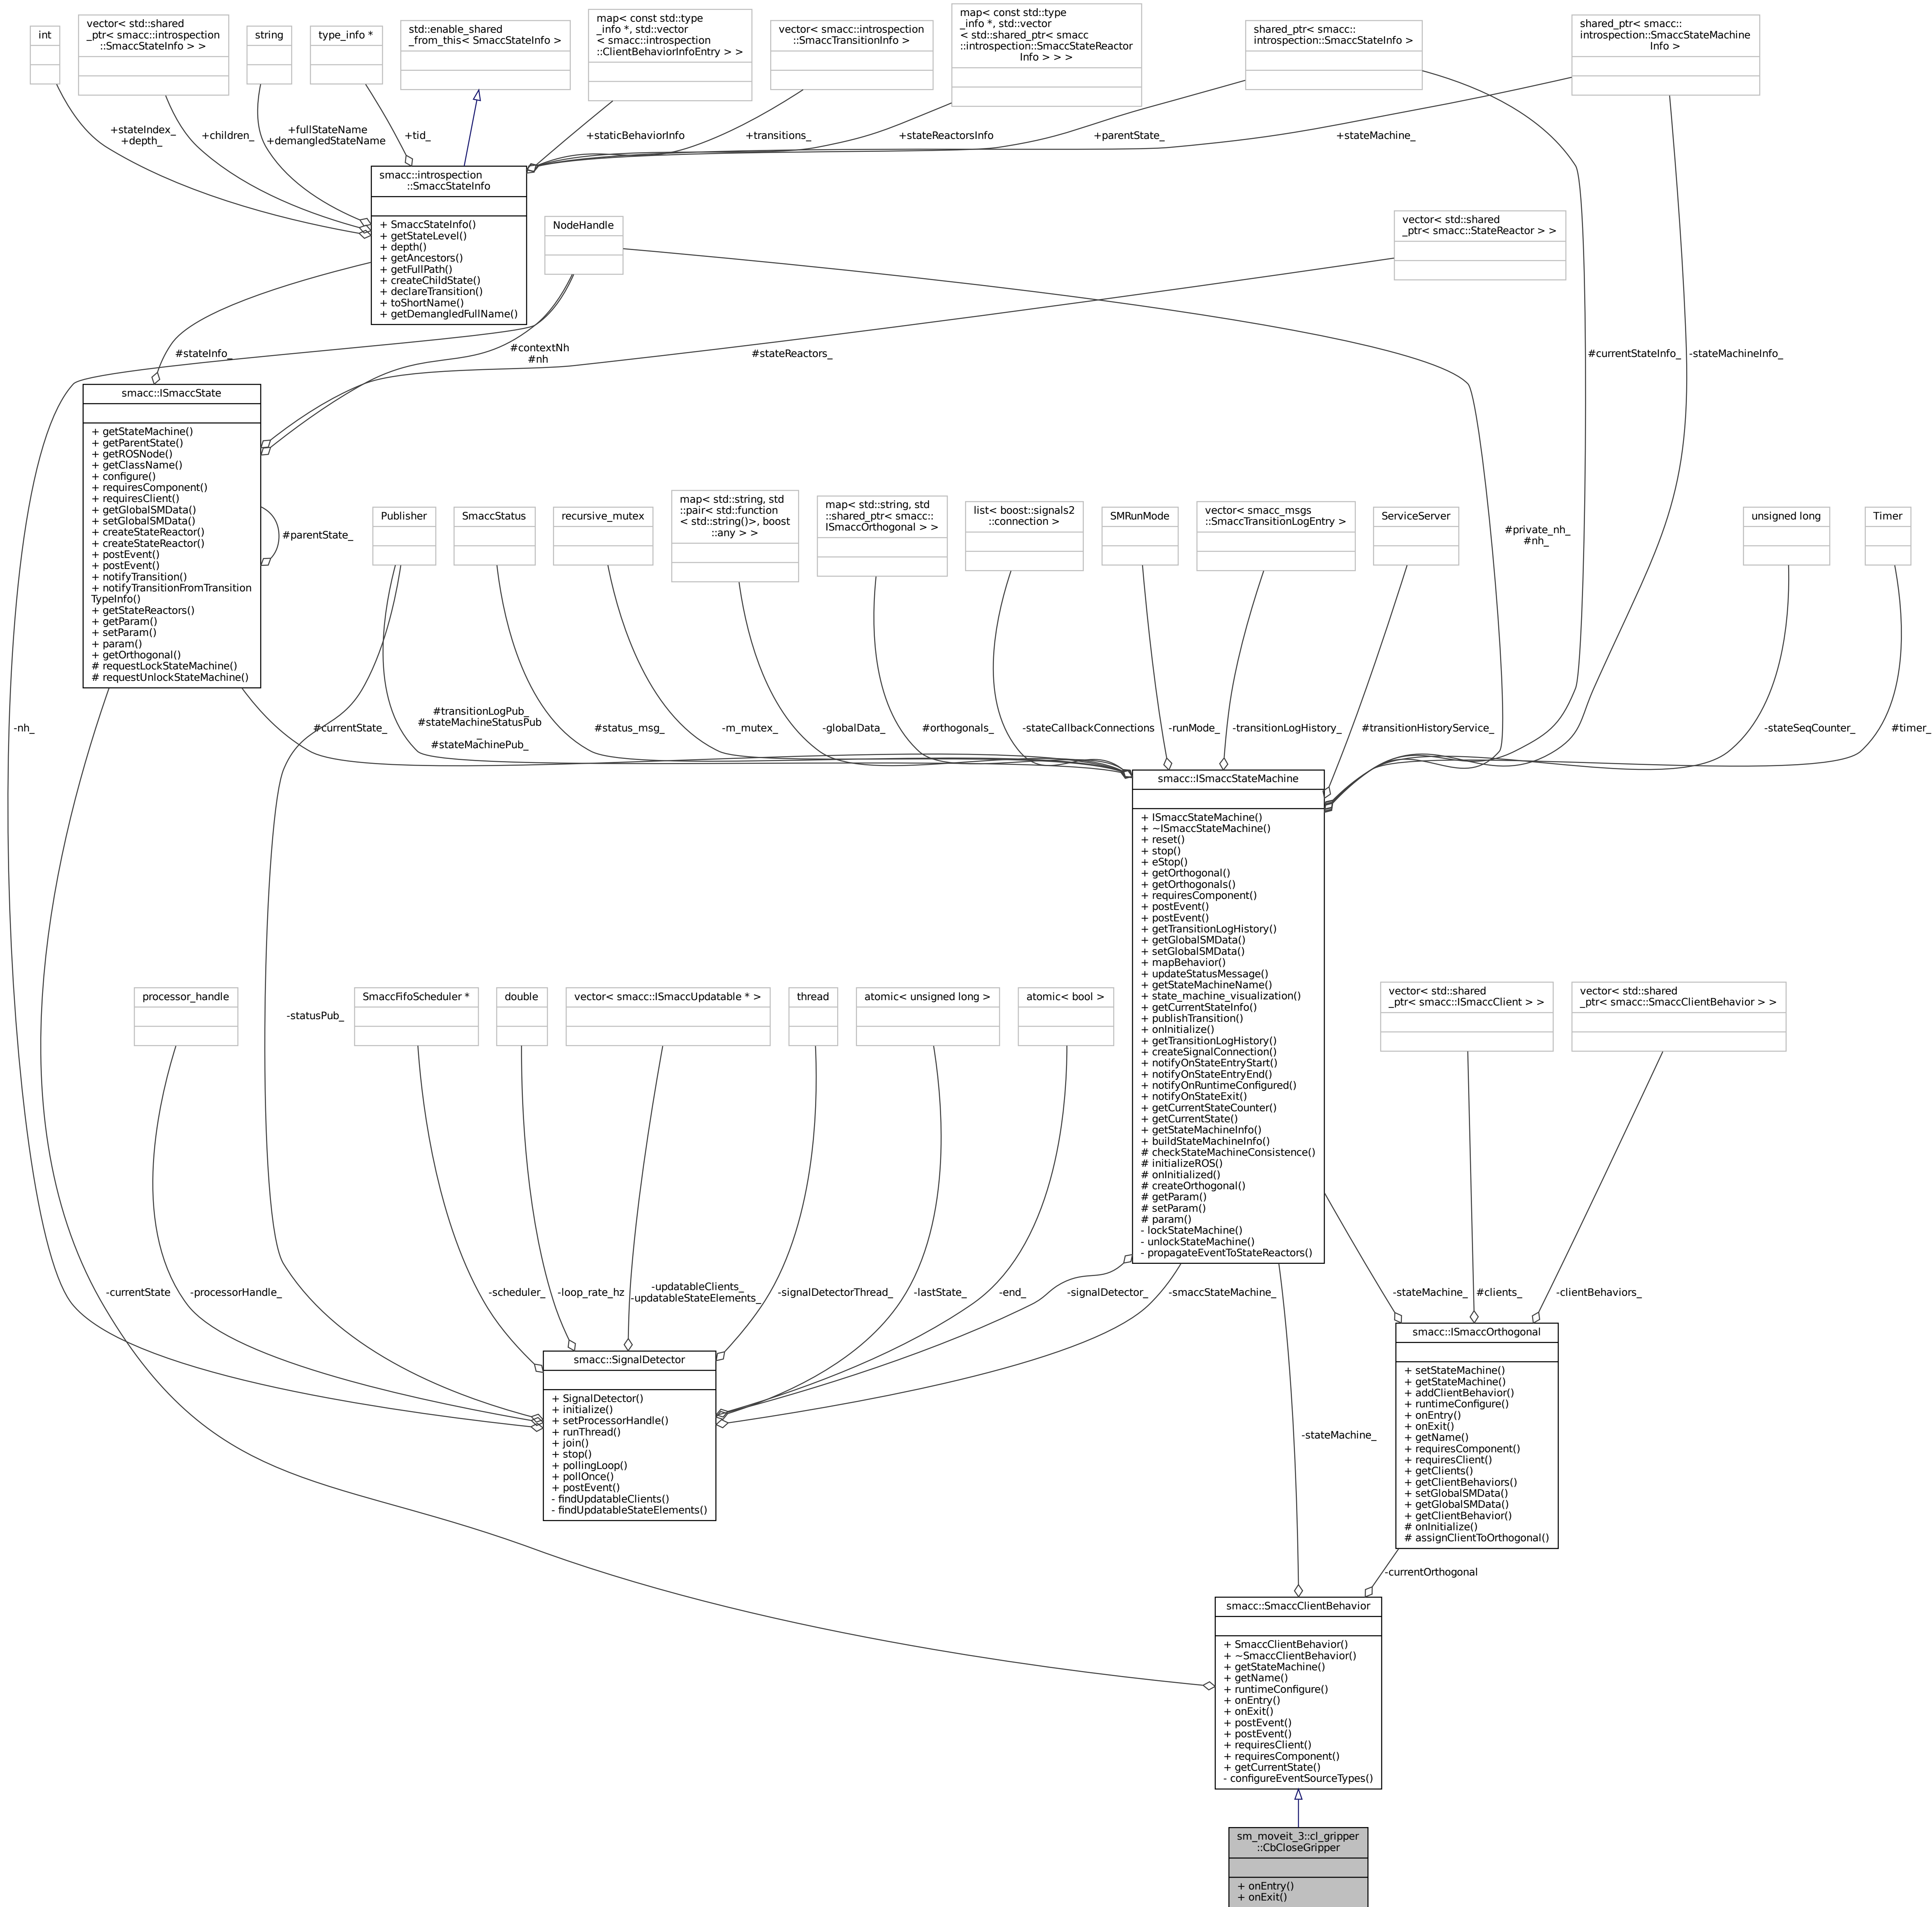 int
vector< std::shared
_ptr< smacc::introspection
::SmaccStateInfo > >
string
type_info *
std::enable_shared
_from_this< SmaccStateInfo >
map< const std::type
_info *, std::vector
< smacc::introspection
::ClientBehaviorInfoEntry > >
vector< smacc::introspection
::SmaccTransitionInfo >
map< const std::type
_info *, std::vector
< std::shared_ptr< smacc
::introspection::SmaccStateReactor
Info > > >
shared_ptr< smacc::
introspection::SmaccStateInfo >
shared_ptr< smacc::
introspection::SmaccStateMachine
Info >
+stateIndex_
+depth_
+children_
+fullStateName
+demangledStateName
+tid_
+staticBehaviorInfo
+transitions_
+stateReactorsInfo
+parentState_
+stateMachine_
smacc::introspection
::SmaccStateInfo
+ SmaccStateInfo()
+ getStateLevel()
+ depth()
+ getAncestors()
+ getFullPath()
+ createChildState()
+ declareTransition()
+ toShortName()
+ getDemangledFullName()
NodeHandle
vector< std::shared
_ptr< smacc::StateReactor > >
#stateInfo_
#contextNh
#nh
#stateReactors_
#currentStateInfo_
-stateMachineInfo_
smacc::ISmaccState
+ getStateMachine()
+ getParentState()
+ getROSNode()
+ getClassName()
+ configure()
+ requiresComponent()
+ requiresClient()
+ getGlobalSMData()
+ setGlobalSMData()
+ createStateReactor()
+ createStateReactor()
+ postEvent()
+ postEvent()
+ notifyTransition()
+ notifyTransitionFromTransition
TypeInfo()
+ getStateReactors()
+ getParam()
+ setParam()
+ param()
+ getOrthogonal()
# requestLockStateMachine()
# requestUnlockStateMachine()
#parentState_
Publisher
SmaccStatus
recursive_mutex
map< std::string, std
::pair< std::function
< std::string()>, boost
::any > >
map< std::string, std
::shared_ptr< smacc::
ISmaccOrthogonal > >
list< boost::signals2
::connection >
SMRunMode
vector< smacc_msgs
::SmaccTransitionLogEntry >
ServiceServer
#private_nh_
#nh_
unsigned long
Timer
-nh_
#currentState_
#transitionLogPub_
#stateMachineStatusPub
_
#stateMachinePub_
#status_msg_
-m_mutex_
-globalData_
#orthogonals_
-stateCallbackConnections
-runMode_
-transitionLogHistory_
#transitionHistoryService_
-stateSeqCounter_
#timer_
smacc::ISmaccStateMachine
+ ISmaccStateMachine()
+ ~ISmaccStateMachine()
+ reset()
+ stop()
+ eStop()
+ getOrthogonal()
+ getOrthogonals()
+ requiresComponent()
+ postEvent()
+ postEvent()
+ getTransitionLogHistory()
+ getGlobalSMData()
+ setGlobalSMData()
+ mapBehavior()
+ updateStatusMessage()
+ getStateMachineName()
+ state_machine_visualization()
+ getCurrentStateInfo()
+ publishTransition()
+ onInitialize()
+ getTransitionLogHistory()
+ createSignalConnection()
+ notifyOnStateEntryStart()
+ notifyOnStateEntryEnd()
+ notifyOnRuntimeConfigured()
+ notifyOnStateExit()
+ getCurrentStateCounter()
+ getCurrentState()
+ getStateMachineInfo()
+ buildStateMachineInfo()
# checkStateMachineConsistence()
# initializeROS()
# onInitialized()
# createOrthogonal()
# getParam()
# setParam()
# param()
- lockStateMachine()
- unlockStateMachine()
- propagateEventToStateReactors()
processor_handle
-statusPub_
SmaccFifoScheduler *
double
vector< smacc::ISmaccUpdatable * >
thread
atomic< unsigned long >
atomic< bool >
vector< std::shared
_ptr< smacc::ISmaccClient > >
vector< std::shared
_ptr< smacc::SmaccClientBehavior > >
-currentState
-processorHandle_
-scheduler_
-loop_rate_hz
-updatableClients_
-updatableStateElements_
-signalDetectorThread_
-lastState_
-end_
-signalDetector_
-smaccStateMachine_
-stateMachine_
#clients_
-clientBehaviors_
smacc::SignalDetector
+ SignalDetector()
+ initialize()
+ setProcessorHandle()
+ runThread()
+ join()
+ stop()
+ pollingLoop()
+ pollOnce()
+ postEvent()
- findUpdatableClients()
- findUpdatableStateElements()
-stateMachine_
smacc::ISmaccOrthogonal
+ setStateMachine()
+ getStateMachine()
+ addClientBehavior()
+ runtimeConfigure()
+ onEntry()
+ onExit()
+ getName()
+ requiresComponent()
+ requiresClient()
+ getClients()
+ getClientBehaviors()
+ setGlobalSMData()
+ getGlobalSMData()
+ getClientBehavior()
# onInitialize()
# assignClientToOrthogonal()
-currentOrthogonal
smacc::SmaccClientBehavior
+ SmaccClientBehavior()
+ ~SmaccClientBehavior()
+ getStateMachine()
+ getName()
+ runtimeConfigure()
+ onEntry()
+ onExit()
+ postEvent()
+ postEvent()
+ requiresClient()
+ requiresComponent()
+ getCurrentState()
- configureEventSourceTypes()
sm_moveit_3::cl_gripper
::CbCloseGripper
+ onEntry()
+ onExit()